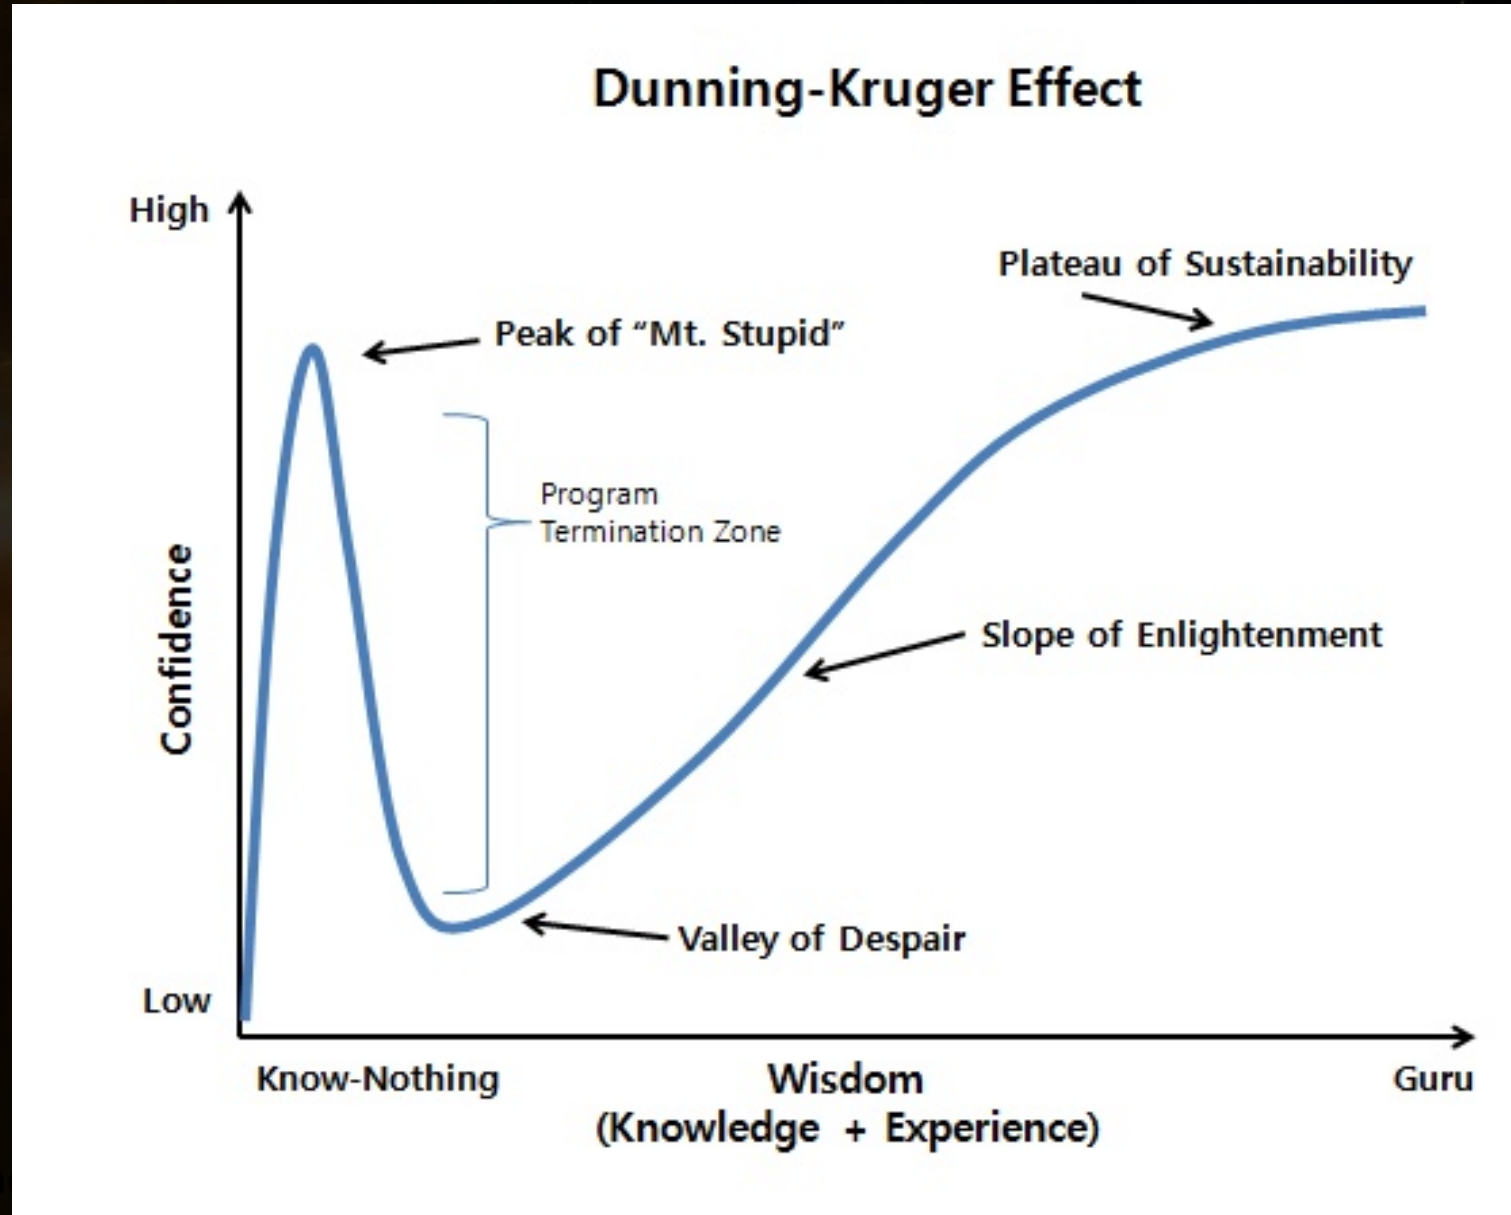 Dunning-Kruger Effect
High
Plateau of Sustainability
Peak of “Mt. Stupid”
Program
Termination Zone
Confidence
Slope of Enlightenment
Valley of Despair
Low
Know-Nothing
Wisdom
Guru
(Knowledge + Experience)